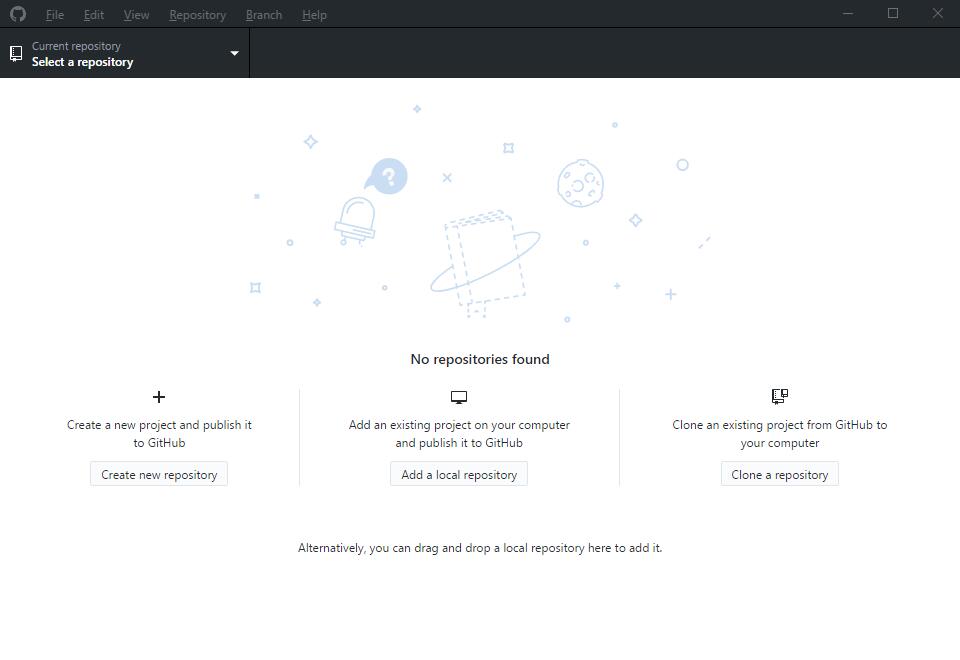 File Edit View Repository Branch Help
Current repository
Select a repository
?
No repositories found
Create a new project and publish it
to GitHub
Create new repository
Add an existing project on your computer
and publish it to GitHub
Add a local repository
Clone an existing project from GitHub to
your computer
Clone a repository
Alternatively, you can drag and drop a local repository here to add it.